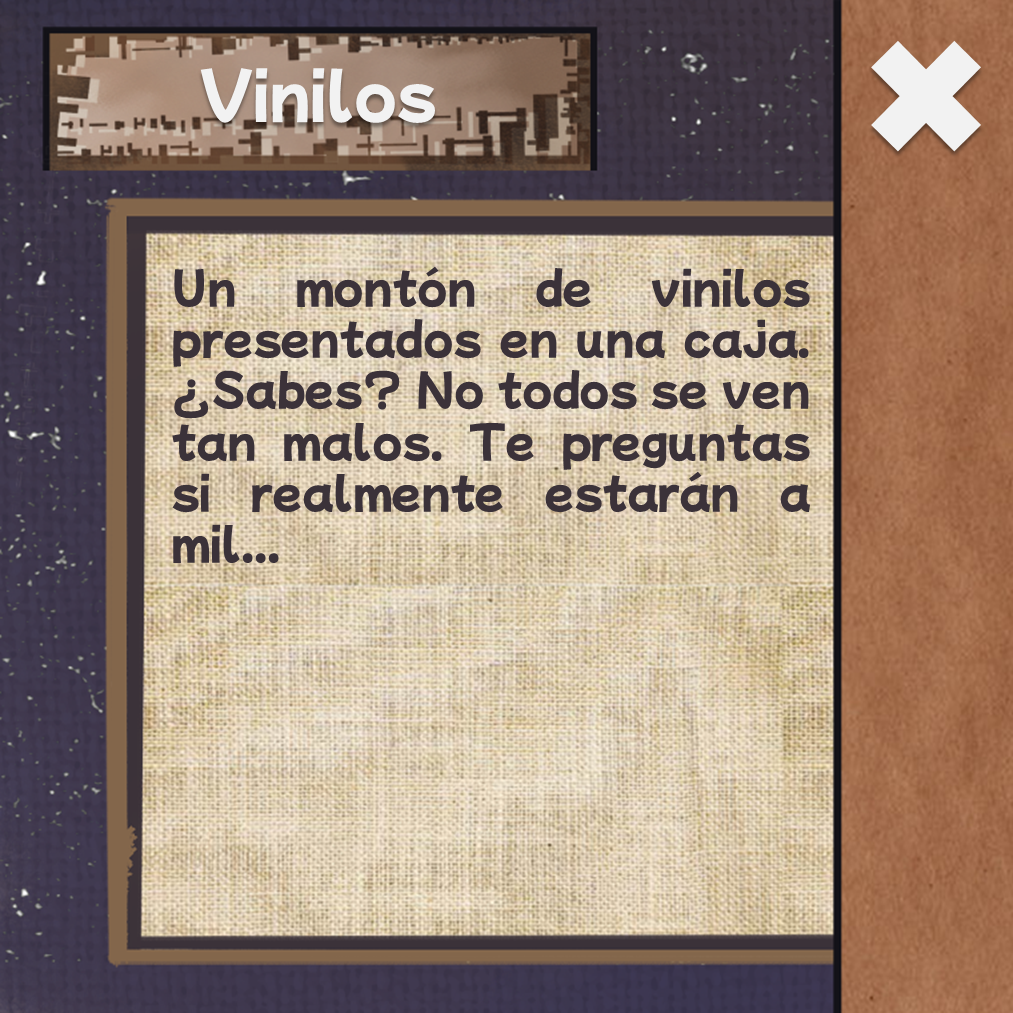 Vinilos
Un montón de vinilos
presentados en una caja.
¿Sabes? No todos se ven
tan malos. Te preguntas
si realmente estarán a
mil...